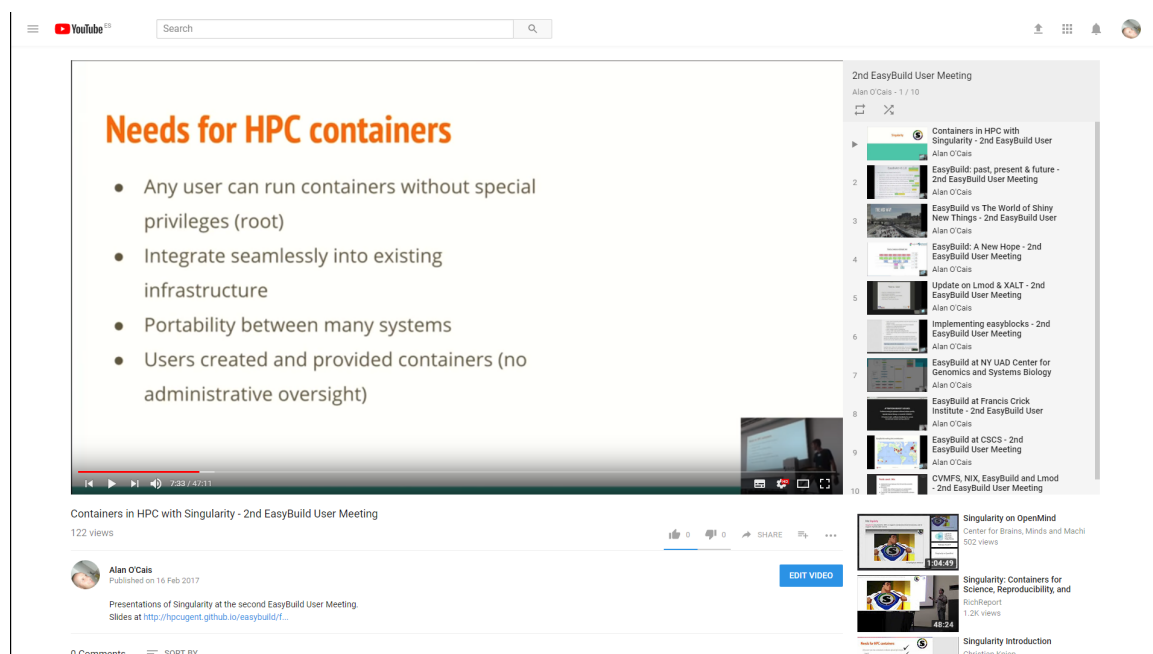 YouTube ES
Search
Needs for HPC containers
● Any user can run containers without special
privileges (root)
● Integrate seamlessly into existing
infrastructure
● Portability between many systems
● Users created and provided containers (no
administrative oversight)
7:33 / 47:11
2nd EasyBuild User Meeting
Alan O'Cais - 1 / 10
Containers in HPC with
Singularity - 2nd EasyBuild User
Alan O'Cais
2
EasyBuild: past, present & future -
2nd EasyBuild User Meeting
Alan O'Cais
3
EasyBuild vs The World of Shiny
New Things - 2nd EasyBuild User
Alan O'Cais
4
EasyBuild: A New Hope - 2nd
EasyBuild User Meeting
Alan O'Cais
5
Update on Lmod & XALT - 2nd
EasyBuild User Meeting
Alan O'Cais
6
Implementing easyblocks - 2nd
EasyBuild User Meeting
Alan O'Cais
7
EasyBuild at NY UAD Center for
Genomics and Systems Biology
Alan O'Cais
8
EasyBuild at Francis Crick
Institute - 2nd EasyBuild User
Alan O'Cais
9
EasyBuild at CSCS - 2nd
EasyBuild User Meeting
Alan O'Cais
10
CVMFS, NIX, EasyBuild and Lmod
- 2nd EasyBuild User Meeting
Containers in HPC with Singularity - 2nd EasyBuild User Meeting
122 views
0
0
SHARE
Alan O'Cais
Published on 16 Feb 2017
EDIT VIDEO
Presentations of Singularity at the second EasyBuild User Meeting.
Slides at http://hpcugent.github.io/easybuild/f...
0 Comments
SORT BY
Singularity on OpenMind
Center for Brains, Minds and Machi
502 views
1:04:49
Singularity: Containers for
Science, Reproducibility, and
RichReport
1.2K views
48:24
Singularity Introduction